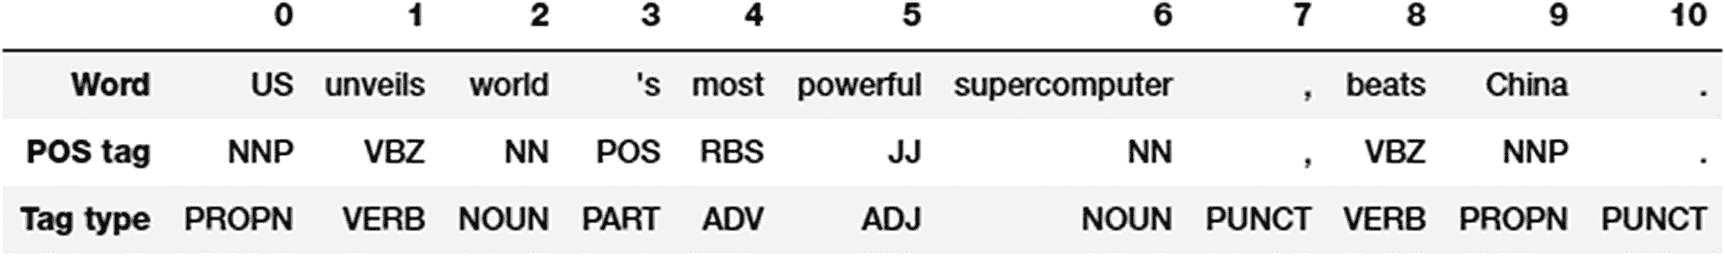 0 1 2 3 4 5 6 7 8 9 10
Word US unveils world 's most powerful supercomputer , beats China .
POS tag NNP VBZ NN POS RBS JJ NN , VBZ NNP .
Tag type PROPN VERB NOUN PART ADV ADJ NOUN PUNCT VERB PROPN PUNCT